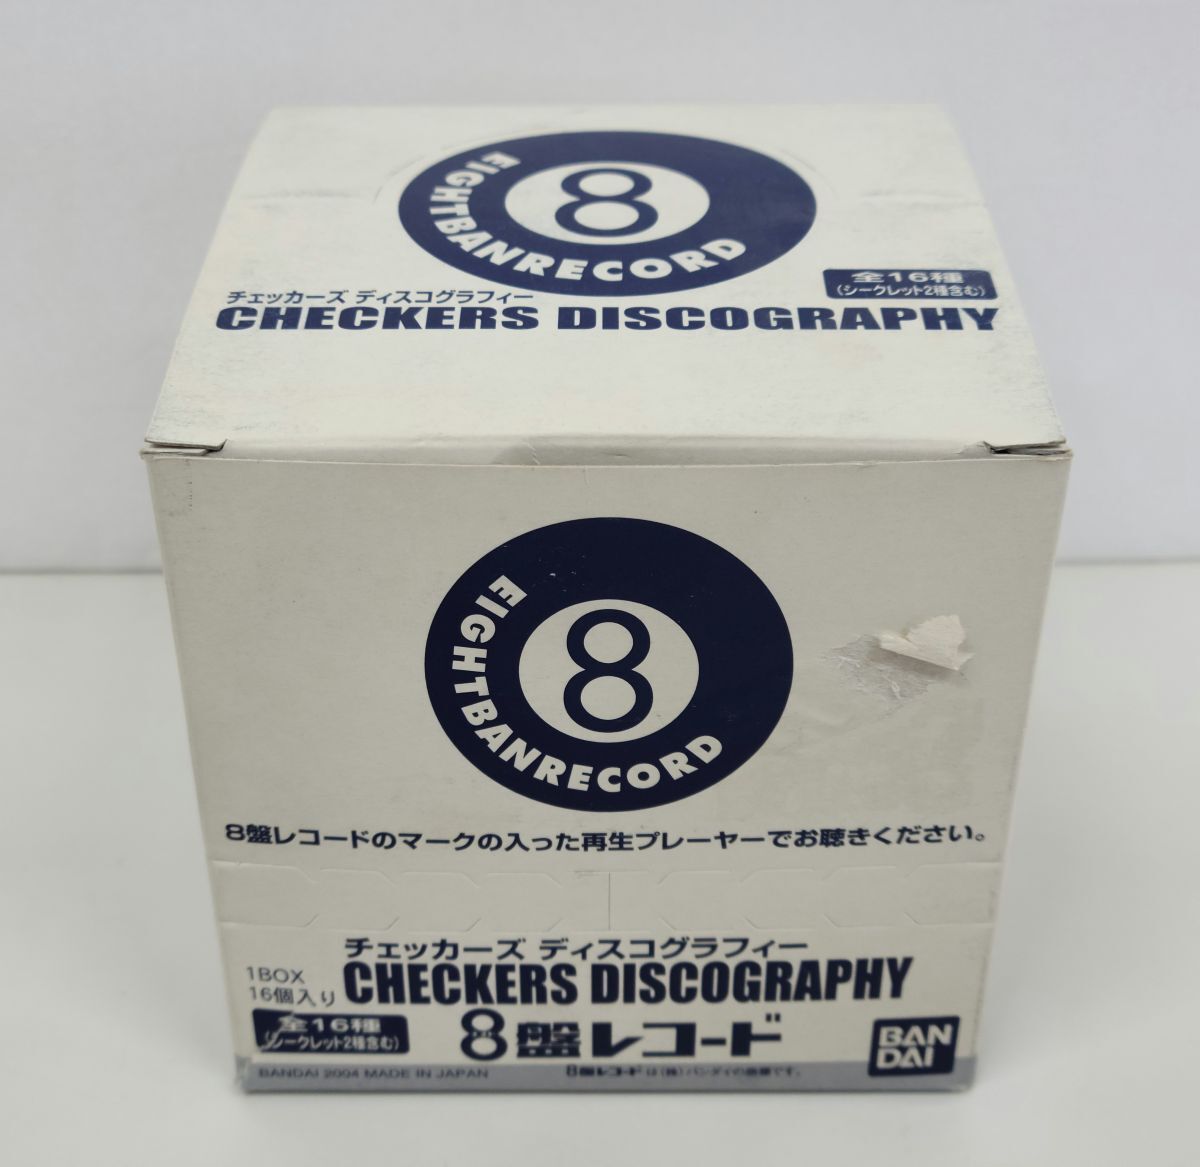 8
EIGHTBANRECORD
全16種
(シークレット2種含む)
チェッカーズ ディスコグラフィー
CHECKERS DISCOGRAPHY
8
EIGHTBANRECORD
8盤レコードのマークの入った再生プレーヤーでお聴きください。
チェッカーズ ディスコグラフィー
1BOX
16個入り
CHECKERS DISCOGRAPHY
全16種
(シークレット2種含む)
8盤レコード
BAN
DAI
BANDAI 2004 MADE IN JAPAN
8盤レコードは(株)バンダイの商標です。